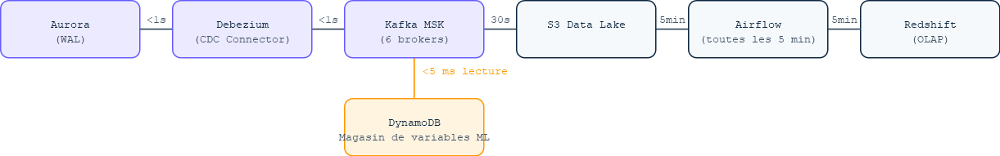 Aurora
(WAL)
<1s
Debezium
(CDC Connector)
<1s
Kafka MSK
(6 brokers)
30s
S3 Data Lake
5min
Airflow
(toutes les 5 min)
5min
Redshift
(OLAP)
<5 ms lecture
DynamoDB
Magasin de variables ML